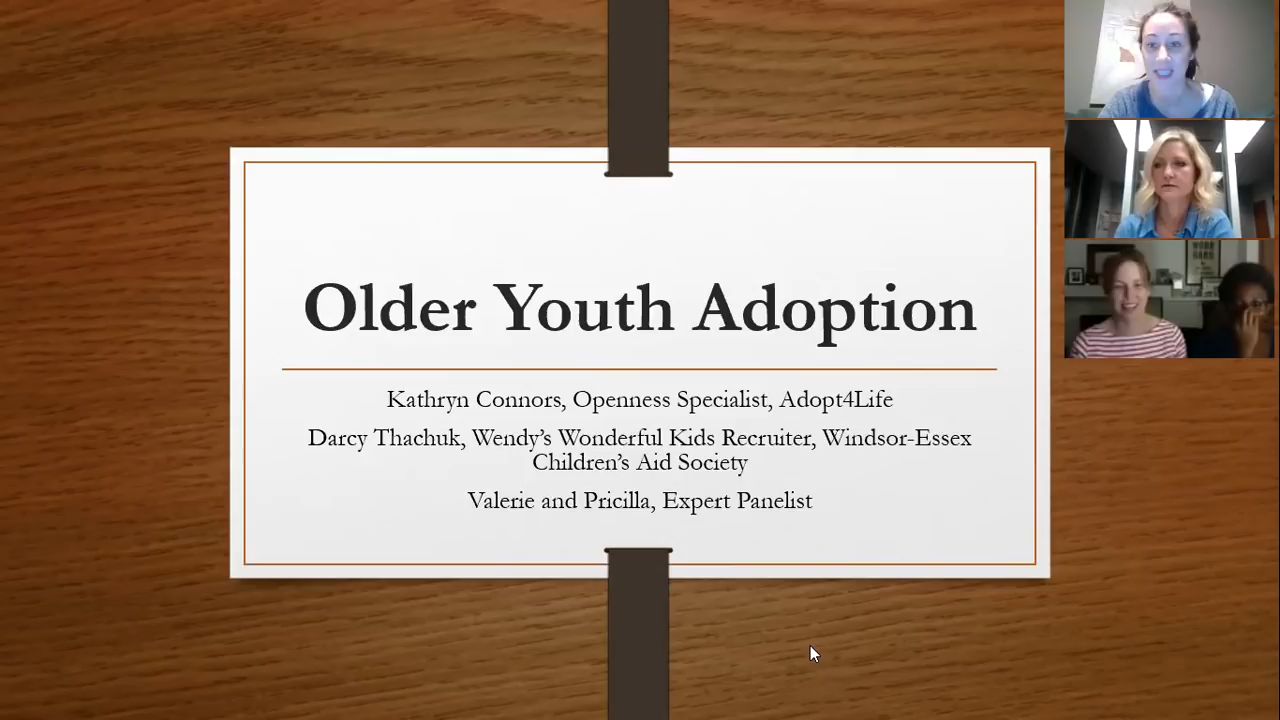 Older Youth Adoption
Kathryn Connors, Openness Specialist, Adopt4Life
Darcy Thachuk, Wendy’s Wonderful Kids Recruiter, Windsor-Essex
Children’s Aid Society
Valerie and Pricilla, Expert Panelist